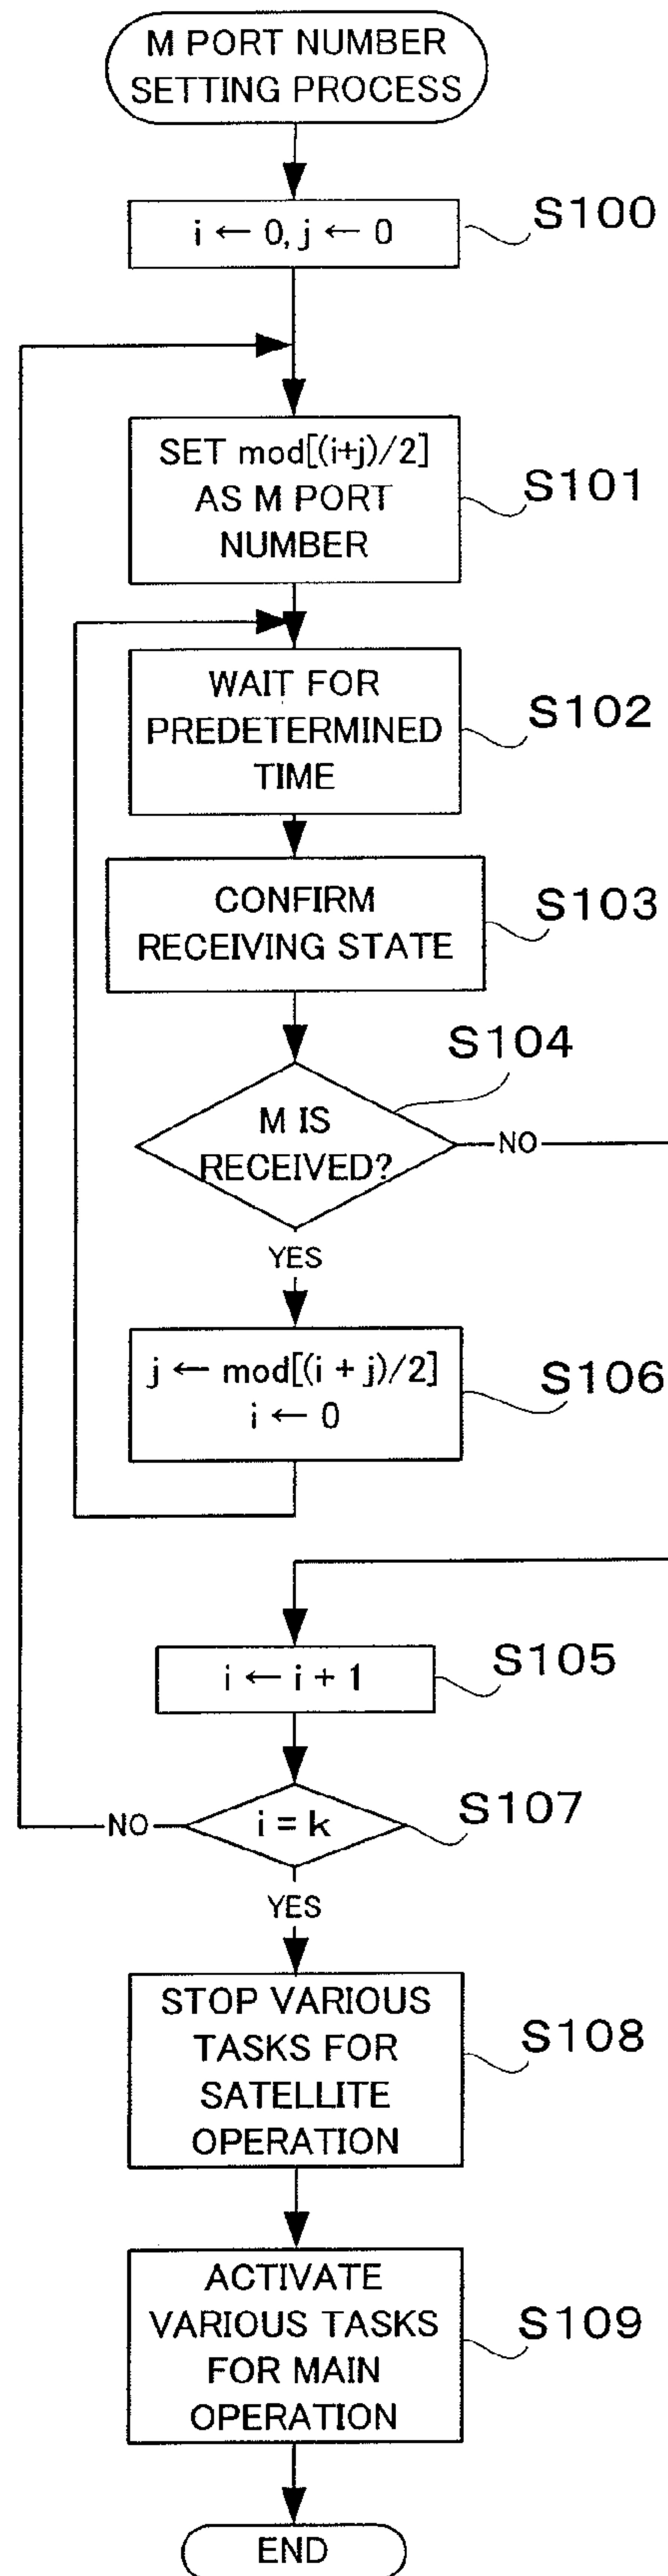 M PORT NUMBER
SETTING PROCESS
i ← 0, j ← 0
S100
SET mod[(i+j)/2]
AS M PORT
NUMBER
S101
WAIT FOR
PREDETERMINED
TIME
S102
CONFIRM
RECEIVING STATE
S103
S104
M IS
RECEIVED?
NO
YES
j ← mod[(i + j)/2]
i ← 0
S106
i ← i + 1
S105
i = k
S107
NO
YES
STOP VARIOUS
TASKS FOR
SATELLITE
OPERATION
S108
ACTIVATE
VARIOUS TASKS
FOR MAIN
OPERATION
S109
END